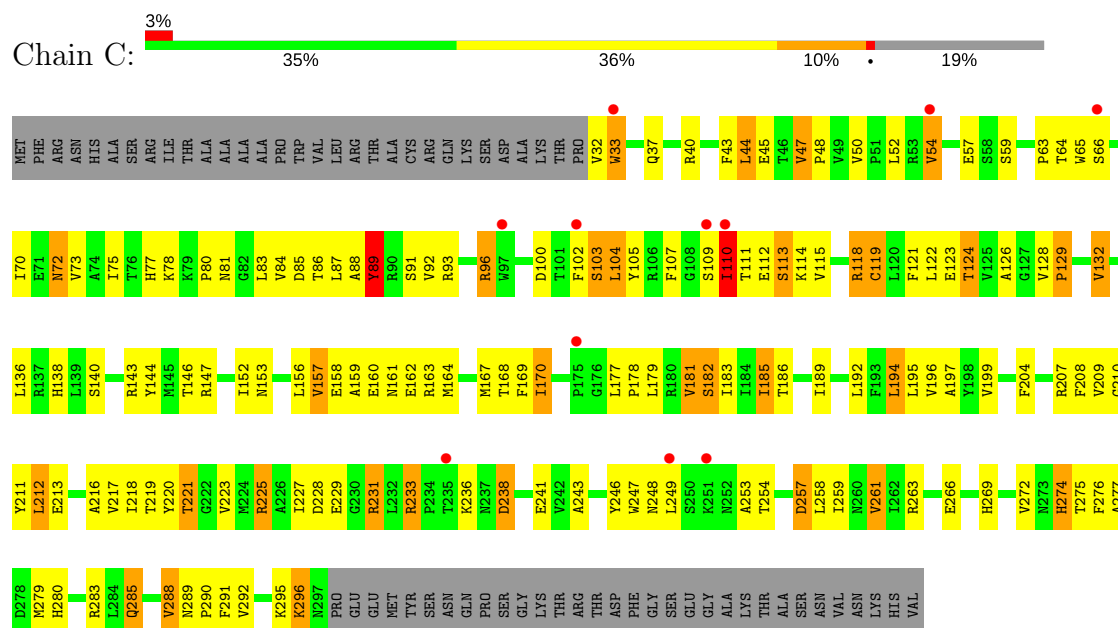 3%
Chain C:
35% 36% 10% • 19%
MET PHE ARG ASN HIS ALA SER ARG ILE THR ALA ALA ALA ALA PRO TRP VAL LEU ARG THR ALA CYS ARG GLN LYS SER ASP ALA LYS THR PRO V32 W33 Q37 R40 F43 L44 E45 T46 V47 P48 V49 V50 P51 L52 R53 V54 E57 S58 S59 P63 T64 W65 S66
I70 E71 N72 V73 A74 I75 T76 H77 K78 K79 P80 N81 G82 L83 V84 D85 T86 L87 A88 Y89 R90 S91 V92 R93 R96 W97 D100 T101 F102 S103 L104 Y105 R106 F107 G108 S109 I110 T111 E112 S113 K114 V115 R118 C119 L120 F121 L122 E123 T124 V125 A126 G127 V128 P129 V132
L136 R137 H138 L139 S140 R143 Y144 M145 T146 R147 I152 N153 L156 V157 E158 A159 E160 N161 E162 R163 M164 M167 T168 F169 I170 P175 G176 L177 P178 L179 R180 V181 S182 I183 I184 I185 T186 I189 L192 F193 L194 L195 V196 A197 Y198 V199 F204 R207 F208 V209 G210
Y211 L212 E213 A216 V217 I218 T219 Y220 T221 G222 V223 M224 R225 A226 I227 D228 E229 G230 R231 L232 R233 P234 T235 K236 N237 D238 E241 V242 A243 Y246 W247 N248 L249 S250 K251 N252 A253 T254 D257 L258 I259 N260 V261 I262 R263 E266 H269 V272 N273 H274 T275 F276 A277
D278 M279 H280 R283 L284 Q285 V288 N289 P290 F291 V292 K295 K296 N297 PRO GLU GLU MET TYR SER ASN GLN PRO SER GLY LYS THR ARG THR ASP PHE GLY SER GLU GLY ALA LYS THR ALA SER ASN VAL ASN LYS HIS VAL